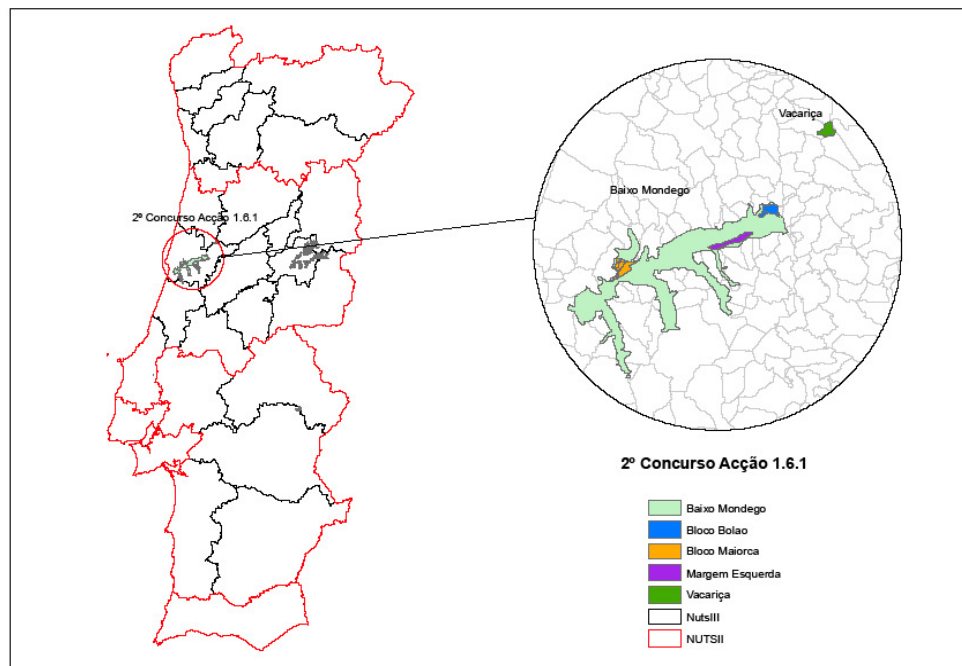 2º Concurso Acção 1.6.1
Vacariça
Baixo Mondego
2º Concurso Acção 1.6.1
Baixo Mondego
Bloco Bolao
Bloco Maiorca
Margem Esquerda
Vacariça
NutsIII
NUTSII